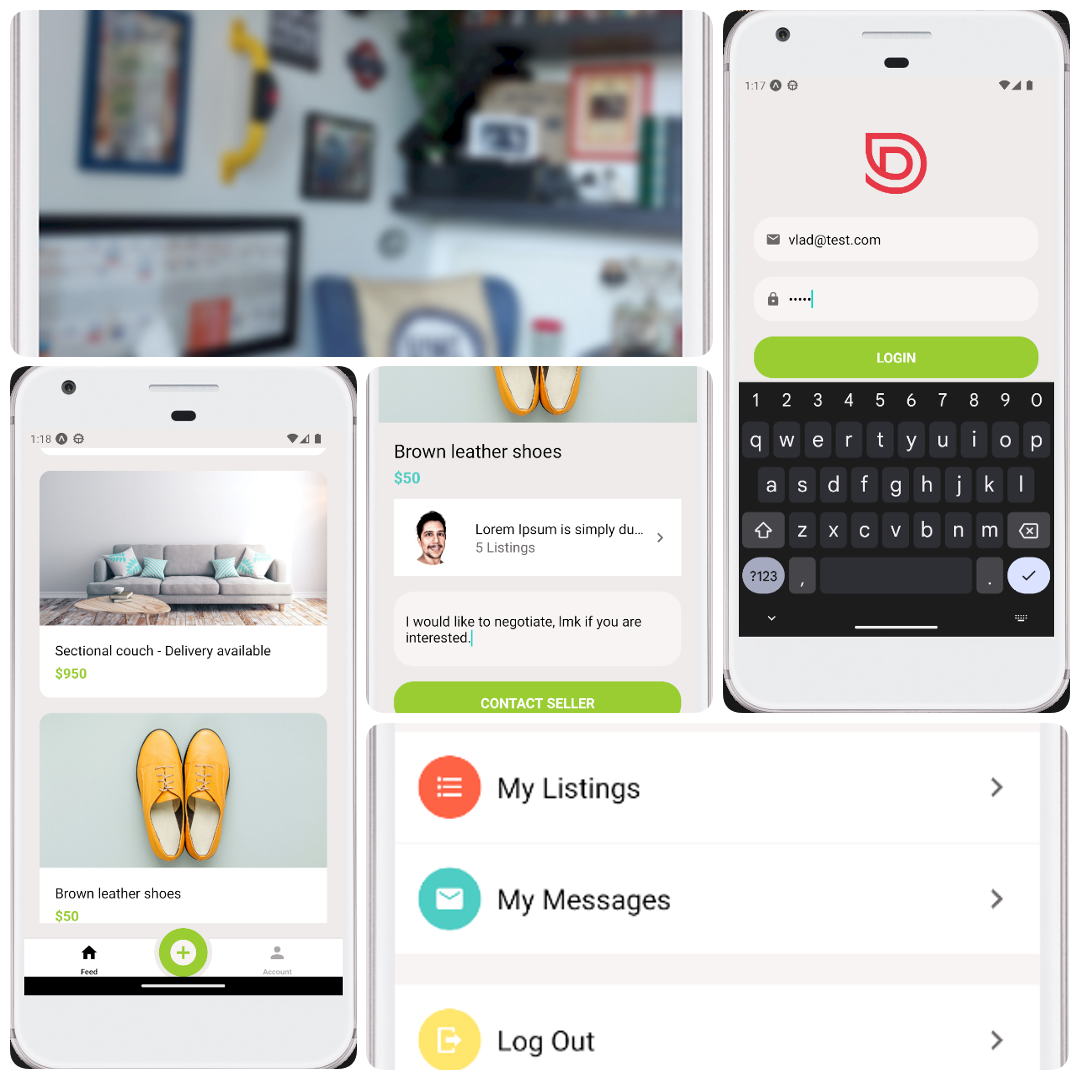 1:17
vlad@test.com
•••••
LOGIN
1 2 3 4 5 6 7 8 9 0
q w e r t y u i o p
a s d f g h j k l
z x c v b n m
?123 , .
1:18
Sectional couch - Delivery available
$950
Brown leather shoes
$50
Feed
Account
Brown leather shoes
$50
Lorem Ipsum is simply du...
5 Listings
I would like to negotiate, lmk if you are
interested.
CONTACT SELLER
My Listings
My Messages
Log Out